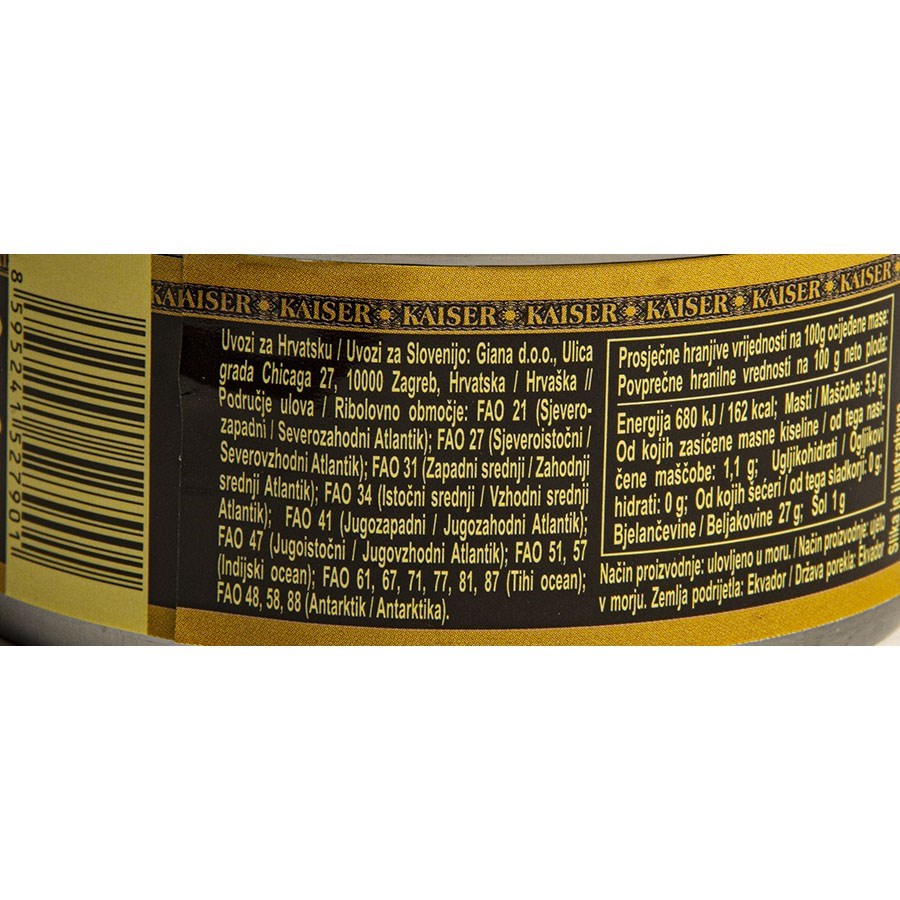 KAIAISER KAISER KAISER KAISER KAISER KAISER KAISER
8 595241 527901
Uvozi za Hrvatsku / Uvozi za Slovenijo: Giana d.o.o., Ulica
grada Chicaga 27, 10000 Zagreb, Hrvatska / Hrvaška //
Područje ulova / Ribolovno območje: FAO 21 (Sjevero-
zapadni / Severozahodni Atlantik); FAO 27 (Sjeveroistočni /
Severovzhodni Atlantik); FAO 31 (Zapadni srednji / Zahodnji
srednji Atlantik); FAO 34 (Istočni srednji / Vzhodni srednji
Atlantik); FAO 41 (Jugozapadni / Jugozahodni Atlantik);
FAO 47 (Jugoistočni / Jugovzhodni Atlantik); FAO 51, 57
(Indijski ocean); FAO 61, 67, 71, 77, 81, 87 (Tihi ocean);
FAO 48, 58, 88 (Antarktik / Antarktika).
Prosječne hranjive vrijednosti na 100g ocijeđene mase:
Povprečne hranilne vrednosti na 100 g neto ploda:
Energija 680 kJ / 162 kcal; Masti / Maščobe: 5,9 g;
Od kojih zasićene masne kiseline / od tega nasi-
čene maščobe: 1,1 g; Ugljikohidrati / Ogljikovi
hidrati: 0 g; Od kojih šećeri / od tega sladkorji: 0 g;
Bjelančevine / Beljakovine 27 g; Sol 1 g
Način proizvodnje: ulovljeno u moru. / Način proizvodnje: ujeto
v morju. Zemlja podrijetla: Ekvador / Država porekla: Ekvador
Slika je ilustrativna